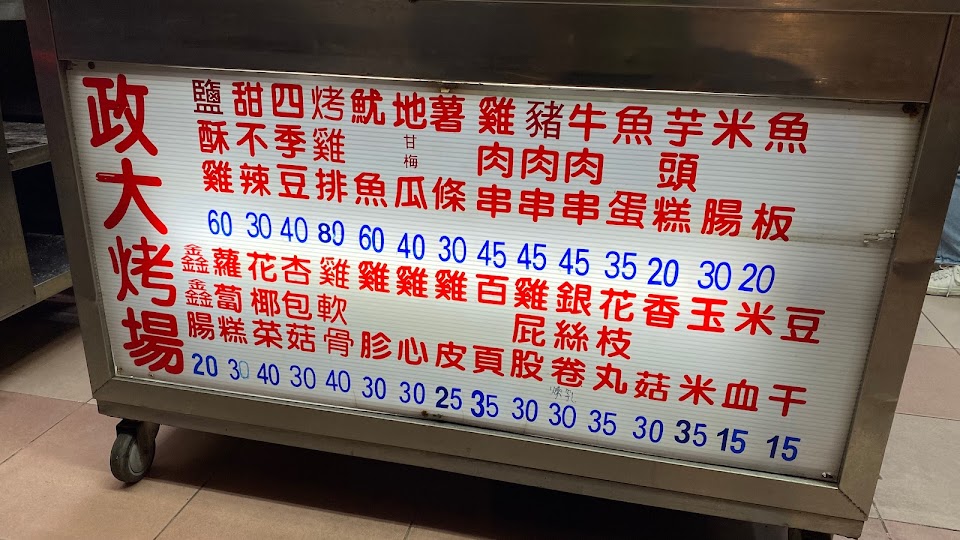 政大烤場
鹽酥雞 60
甜不辣 30
四季豆 40
烤雞排 80
魷魚 60
地甘梅瓜 40
薯條 30
雞肉串 45
豬肉串 45
牛肉串 45
魚蛋 35
芋頭糕 20
米腸 30
魚板 20
鑫鑫腸 20
蘿蔔糕 30
花椰菜 40
杏包菇 30
雞軟骨 40
雞胗 30
雞心 30
雞皮 25
百頁 35
雞屁股 30
銀絲卷 煉乳 30
花枝丸 35
香菇 30
玉米 35
米血 15
豆干 15